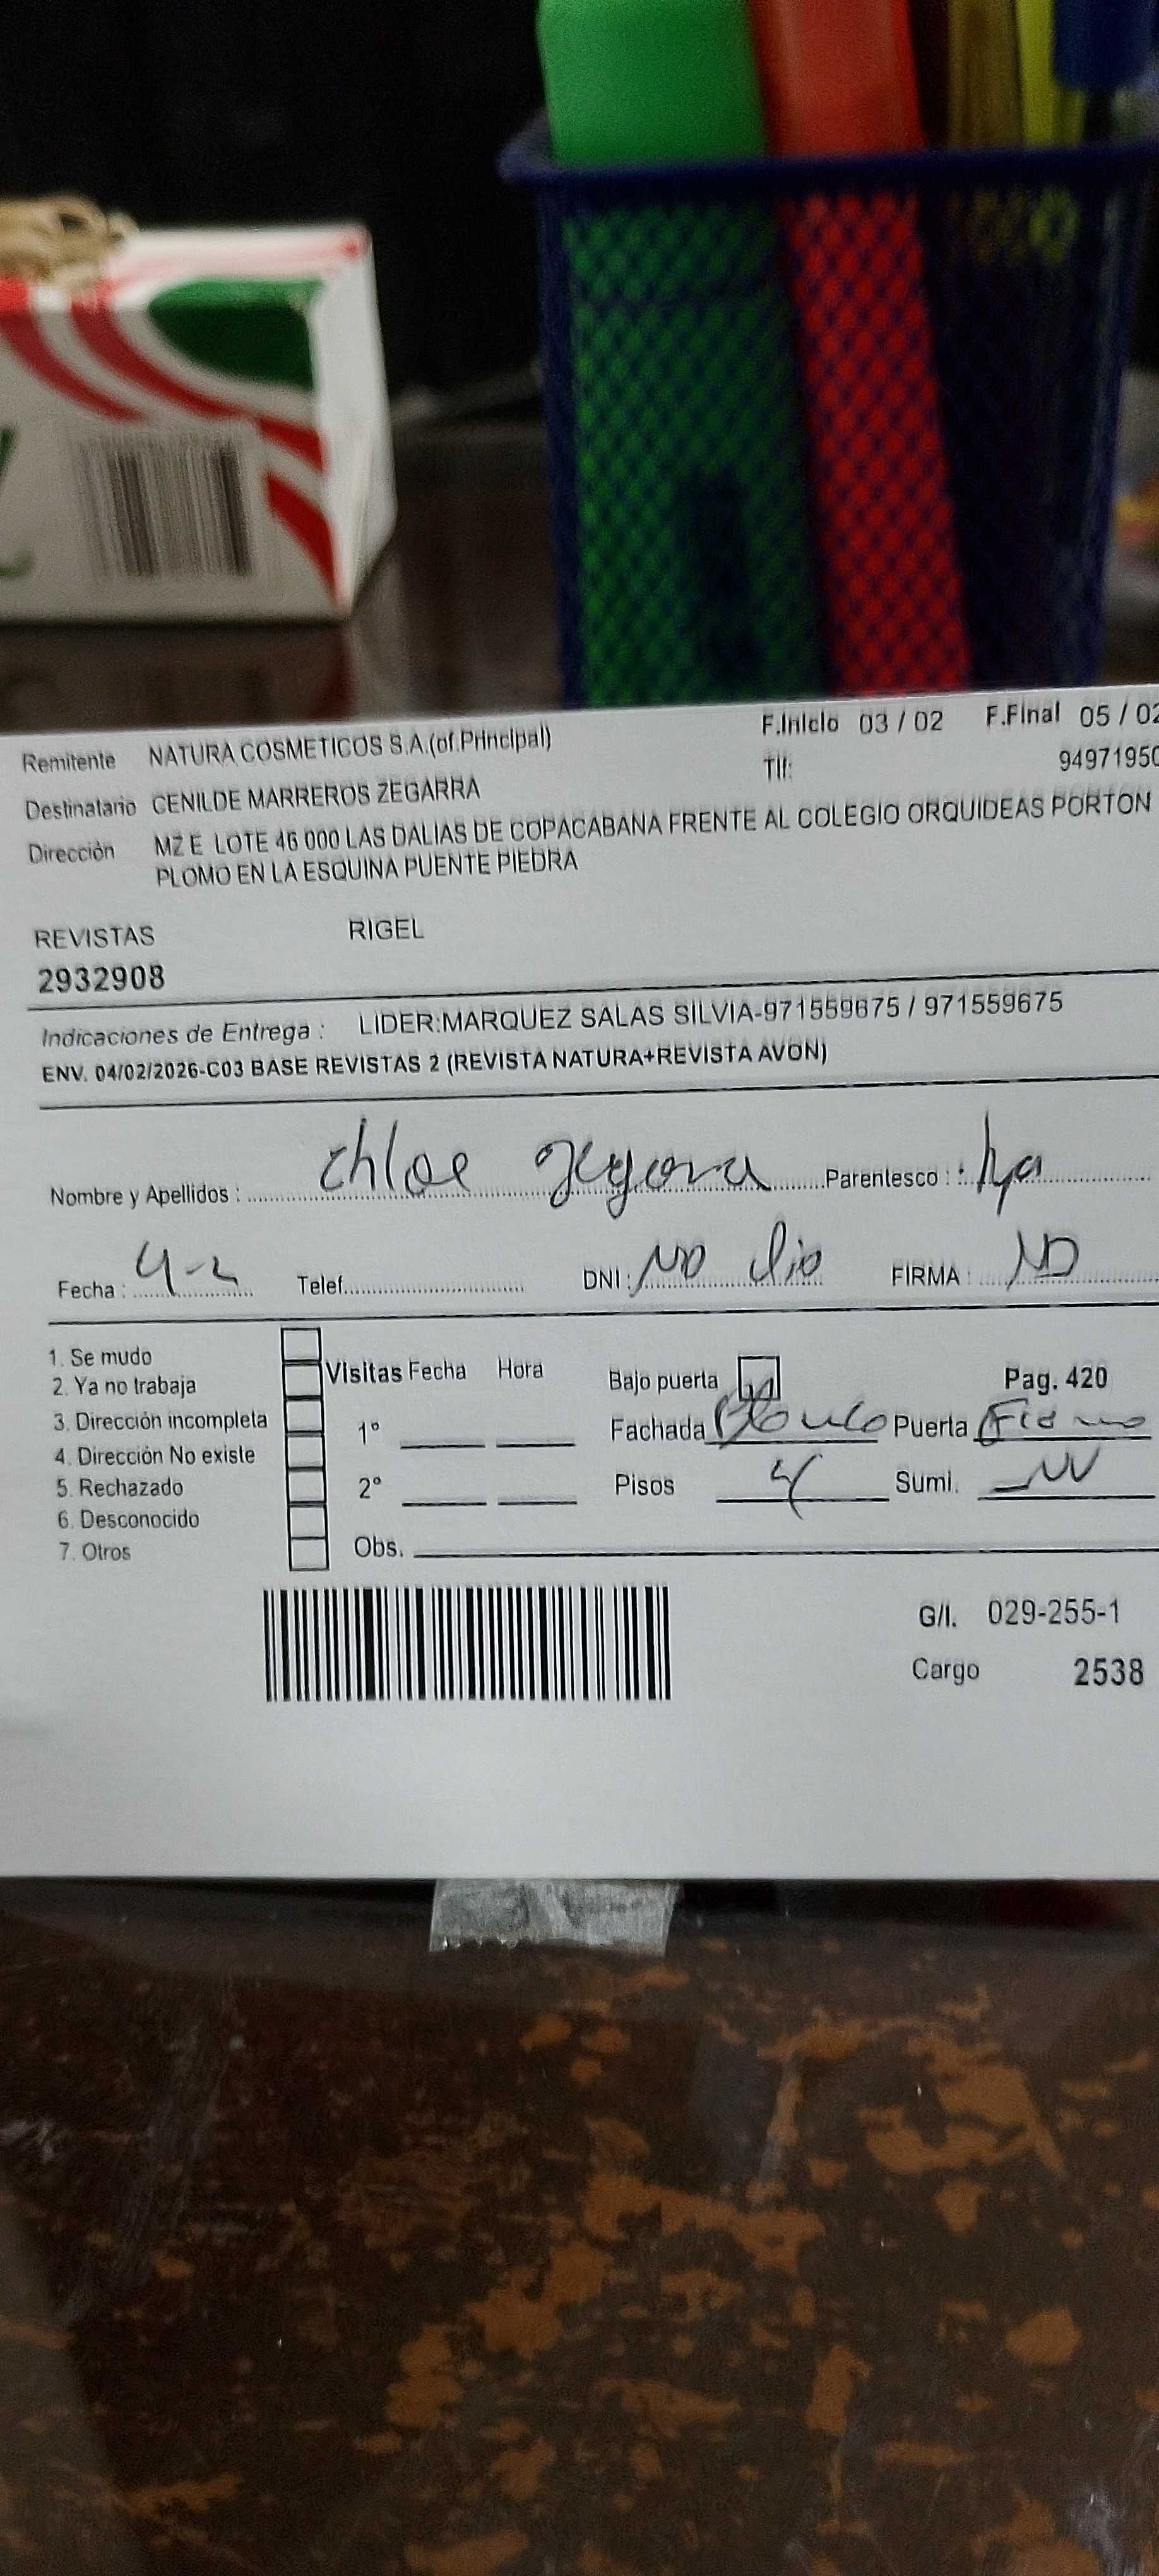 Remitente NATURA COSMETICOS S.A.(of.Principal) F.Inicio 03 / 02 F.Final 05 / 02
Tlf: 94971950
Destinatario CENILDE MARREROS ZEGARRA
Dirección MZ E LOTE 46 000 LAS DALIAS DE COPACABANA FRENTE AL COLEGIO ORQUIDEAS PORTON
PLOMO EN LA ESQUINA PUENTE PIEDRA
REVISTAS RIGEL
2932908
Indicaciones de Entrega : LIDER:MARQUEZ SALAS SILVIA-971559675 / 971559675
ENV. 04/02/2026-C03 BASE REVISTAS 2 (REVISTA NATURA+REVISTA AVON)
Nombre y Apellidos : Chloe Zegarra Parentesco :
Fecha : 4-2 Telef. DNI : NO dio FIRMA : ND
1. Se mudo
2. Ya no trabaja
3. Dirección incompleta
4. Dirección No existe
5. Rechazado
6. Desconocido
7. Otros
Visitas Fecha Hora
1°
2°
Obs.
Bajo puerta Pag. 420
Fachada Blanco Puerta
Pisos 4 Sumi.
G/I. 029-255-1
Cargo 2538